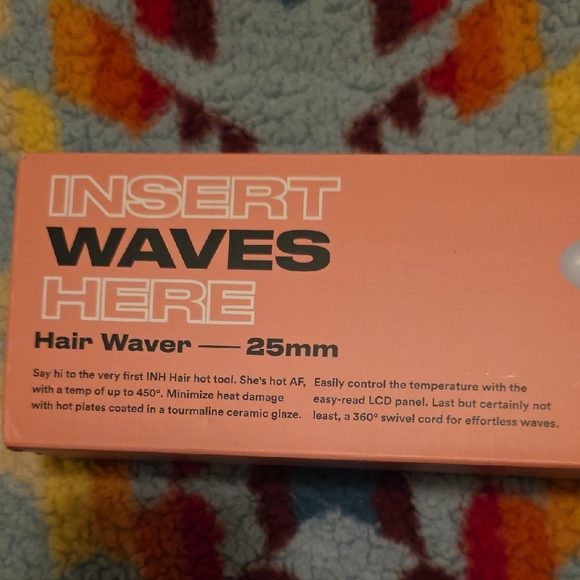 INSERT
WAVES
HERE
Hair Waver — 25mm
Say hi to the very first INH Hair hot tool. She's hot AF,
with a temp of up to 450°. Minimize heat damage
with hot plates coated in a tourmaline ceramic glaze.
Easily control the temperature with the
easy-read LCD panel. Last but certainly not
least, a 360° swivel cord for effortless waves.